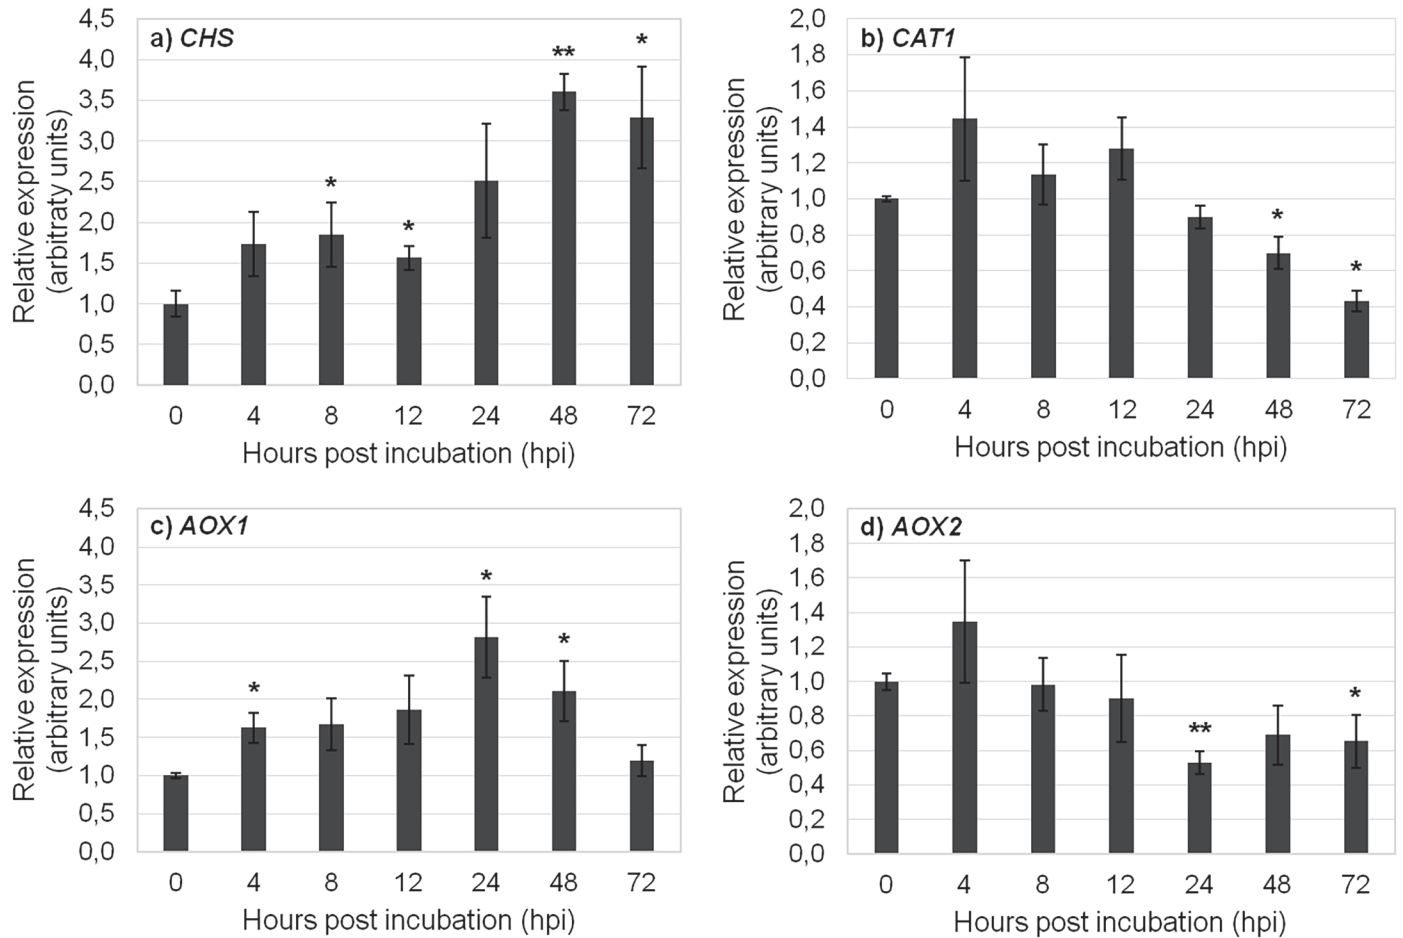 a) CHS
Relative expression
(arbitraty units)
4,5
4,0
3,5
3,0
2,5
2,0
1,5
1,0
0,5
0,0
*
*
**
*
0 4 8 12 24 48 72
Hours post incubation (hpi)
b) CAT1
Relative expression
(arbitrary units)
2,0
1,8
1,6
1,4
1,2
1,0
0,8
0,6
0,4
0,2
0,0
*
*
0 4 8 12 24 48 72
Hours post incubation (hpi)
c) AOX1
Relative expression
(arbitrary units)
4,5
4,0
3,5
3,0
2,5
2,0
1,5
1,0
0,5
0,0
*
*
*
0 4 8 12 24 48 72
Hours post incubation (hpi)
d) AOX2
Relative expression
(arbitrary units)
2,0
1,8
1,6
1,4
1,2
1,0
0,8
0,6
0,4
0,2
0,0
**
*
0 4 8 12 24 48 72
Hours post incubation (hpi)